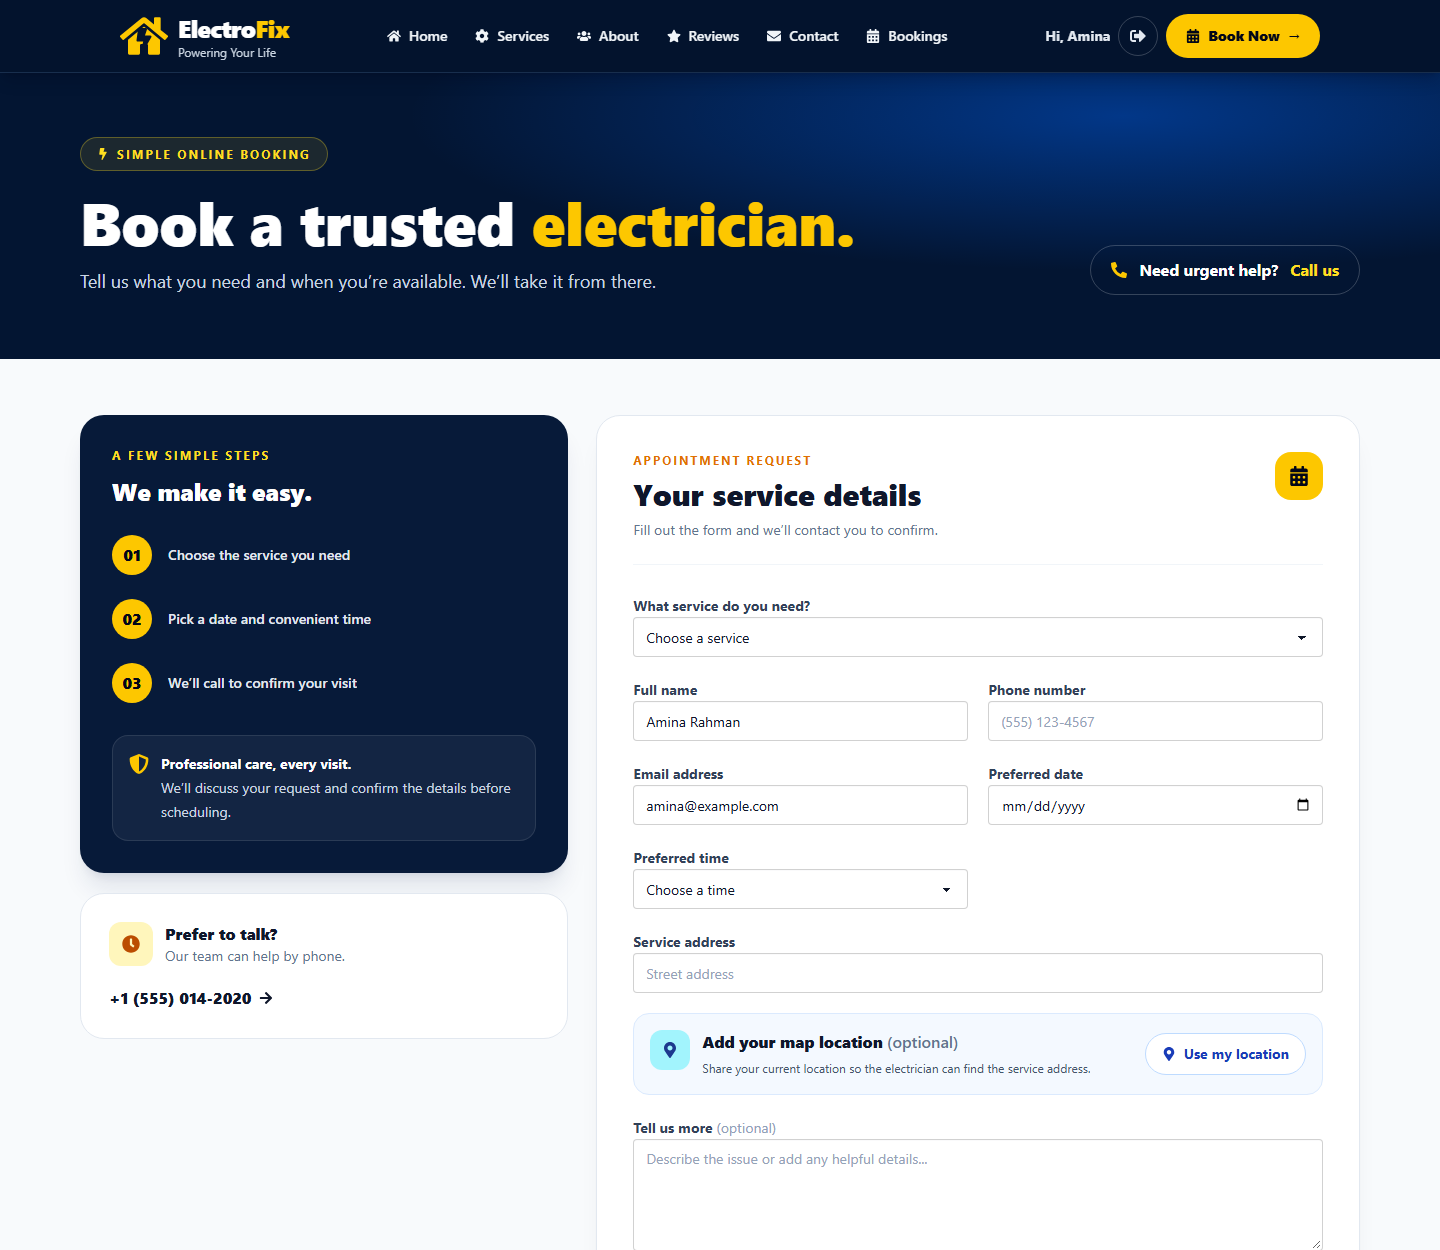 ElectroFix
Powering Your Life
Home
Services
About
Reviews
Contact
Bookings
Hi, Amina
Book Now →
SIMPLE ONLINE BOOKING
Book a trusted electrician.
Tell us what you need and when you’re available. We’ll take it from there.
Need urgent help? Call us
A FEW SIMPLE STEPS
We make it easy.
01 Choose the service you need
02 Pick a date and convenient time
03 We’ll call to confirm your visit
Professional care, every visit.
We’ll discuss your request and confirm the details before
scheduling.
Prefer to talk?
Our team can help by phone.
+1 (555) 014-2020
APPOINTMENT REQUEST
Your service details
Fill out the form and we’ll contact you to confirm.
What service do you need?
Choose a service
Full name
Amina Rahman
Phone number
(555) 123-4567
Email address
amina@example.com
Preferred date
mm/dd/yyyy
Preferred time
Choose a time
Service address
Street address
Add your map location (optional)
Share your current location so the electrician can find the service address.
Use my location
Tell us more (optional)
Describe the issue or add any helpful details...